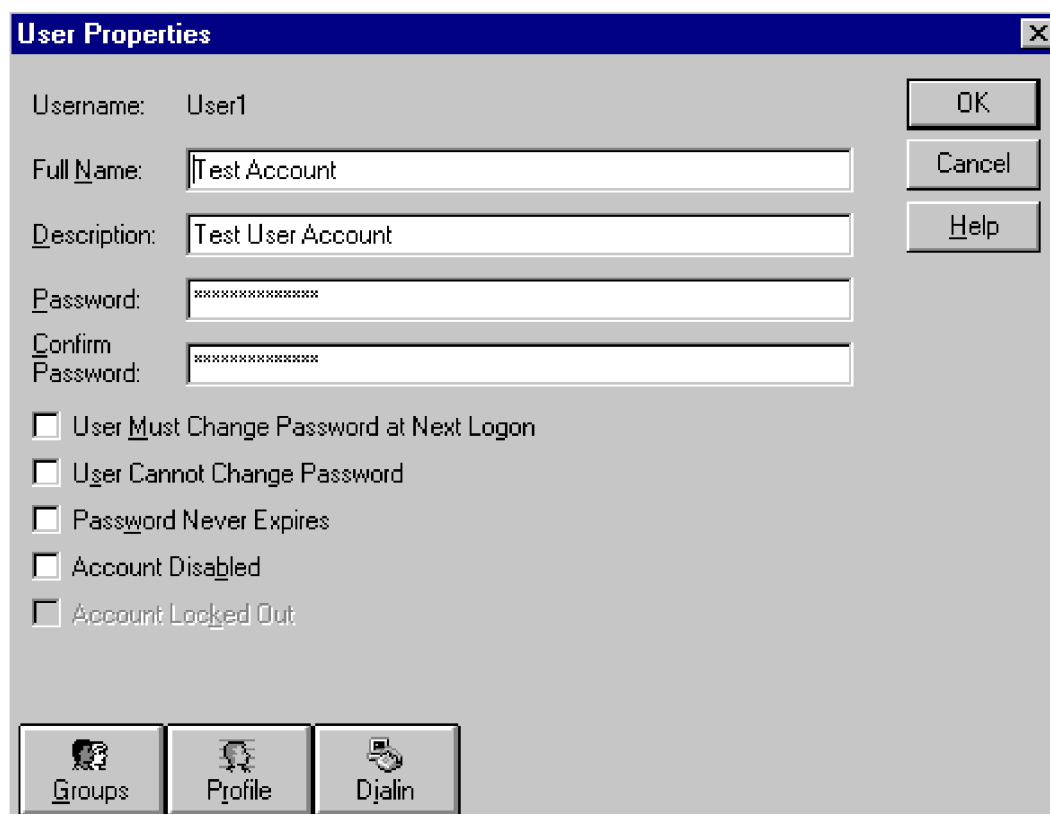 User Properties
Username: User1
OK
Full Name: Test Account
Cancel
Description: Test User Account
Help
Password: **************
Confirm
Password: **************
User Must Change Password at Next Logon
User Cannot Change Password
Password Never Expires
Account Disabled
Account Locked Out
Groups Profile Dialin